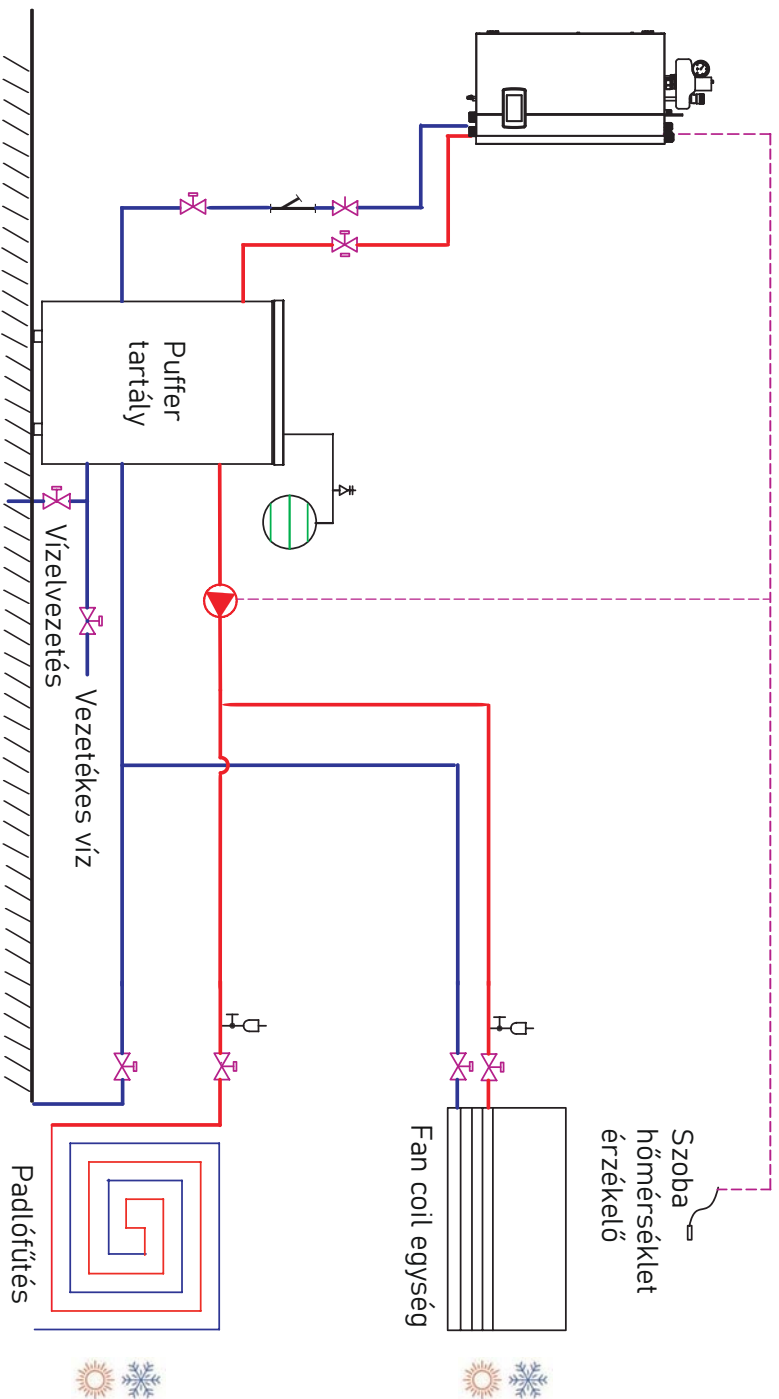 Szoba
hőmérséklet
érzékelő
Fan coil egység
Puffer
tartály
Vezetékes víz
Vízelvezetés
Padlófűtés